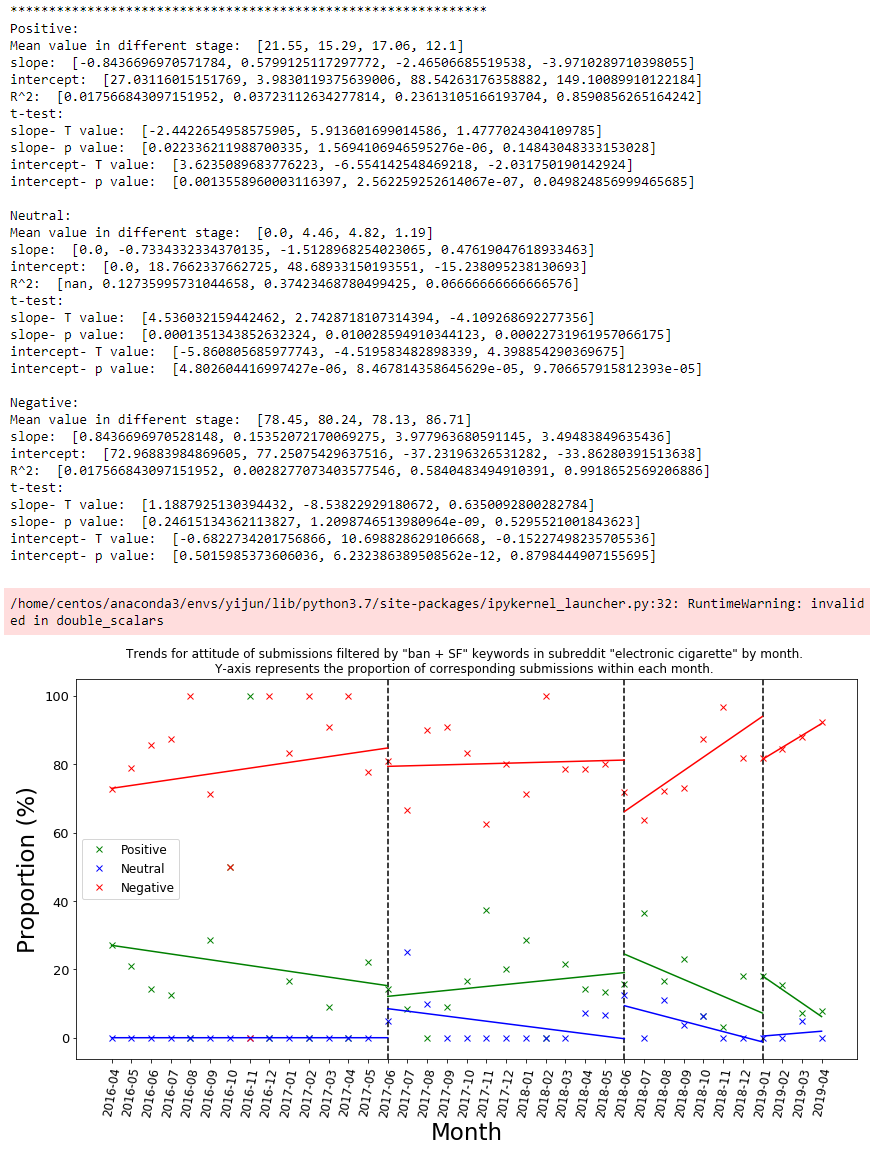 *************************************************************
Positive:
Mean value in different stage:  [21.55, 15.29, 17.06, 12.1]
slope:  [-0.8436696970571784, 0.5799125117297772, -2.46506685519538, -3.9710289710398055]
intercept:  [27.03116015151769, 3.9830119375639006, 88.54263176358882, 149.10089910122184]
R^2:  [0.017566843097151952, 0.03723112634277814, 0.23613105166193704, 0.8590856265164242]
t-test:
slope- T value:  [-2.4422654958575905, 5.913601699014586, 1.4777024304109785]
slope- p value:  [0.022336211988700335, 1.5694106946595276e-06, 0.14843048333153028]
intercept- T value:  [3.6235089683776223, -6.554142548469218, -2.031750190142924]
intercept- p value:  [0.0013558960003116397, 2.562259252614067e-07, 0.049824856999465685]
Neutral:
Mean value in different stage:  [0.0, 4.46, 4.82, 1.19]
slope:  [0.0, -0.7334332334370135, -1.5128968254023065, 0.47619047618933463]
intercept:  [0.0, 18.7662337662725, 48.68933150193551, -15.238095238130693]
R^2:  [nan, 0.12735995731044658, 0.37423468780499425, 0.06666666666666576]
t-test:
slope- T value:  [4.536032159442462, 2.7428718107314394, -4.109268692277356]
slope- p value:  [0.0001351343852632324, 0.010028594910344123, 0.00022731961957066175]
intercept- T value:  [-5.860805685977743, -4.519583482898339, 4.398854290369675]
intercept- p value:  [4.802604416997427e-06, 8.467814358645629e-05, 9.706657915812393e-05]
Negative:
Mean value in different stage:  [78.45, 80.24, 78.13, 86.71]
slope:  [0.8436696970528148, 0.15352072170069275, 3.977963680591145, 3.49483849635436]
intercept:  [72.96883984869605, 77.25075429637516, -37.23196326531282, -33.86280391513638]
R^2:  [0.017566843097151952, 0.0028277073403577546, 0.5840483494910391, 0.9918652569206886]
t-test:
slope- T value:  [1.1887925130394432, -8.53822929180672, 0.6350092800282784]
slope- p value:  [0.24615134362113827, 1.2098746513980964e-09, 0.5295521001843623]
intercept- T value:  [-0.6822734201756866, 10.698828629106668, -0.15227498235705536]
intercept- p value:  [0.5015985373606036, 6.232386389508562e-12, 0.8798444907155695]
/home/centos/anaconda3/envs/yijun/lib/python3.7/site-packages/ipykernel_launcher.py:32: RuntimeWarning: invalid
ed in double_scalars
Trends for attitude of submissions filtered by "ban + SF" keywords in subreddit "electronic cigarette" by month.
Y-axis represents the proportion of corresponding submissions within each month.
Proportion (%)
100
80
60
40
20
0
Positive
Neutral
Negative
2016-04
2016-05
2016-06
2016-07
2016-08
2016-09
2016-10
2016-11
2016-12
2017-01
2017-02
2017-03
2017-04
2017-05
2017-06
2017-07
2017-08
2017-09
2017-10
2017-11
2017-12
2018-01
2018-02
2018-03
2018-04
2018-05
2018-06
2018-07
2018-08
2018-09
2018-10
2018-11
2018-12
2019-01
2019-02
2019-03
2019-04
Month